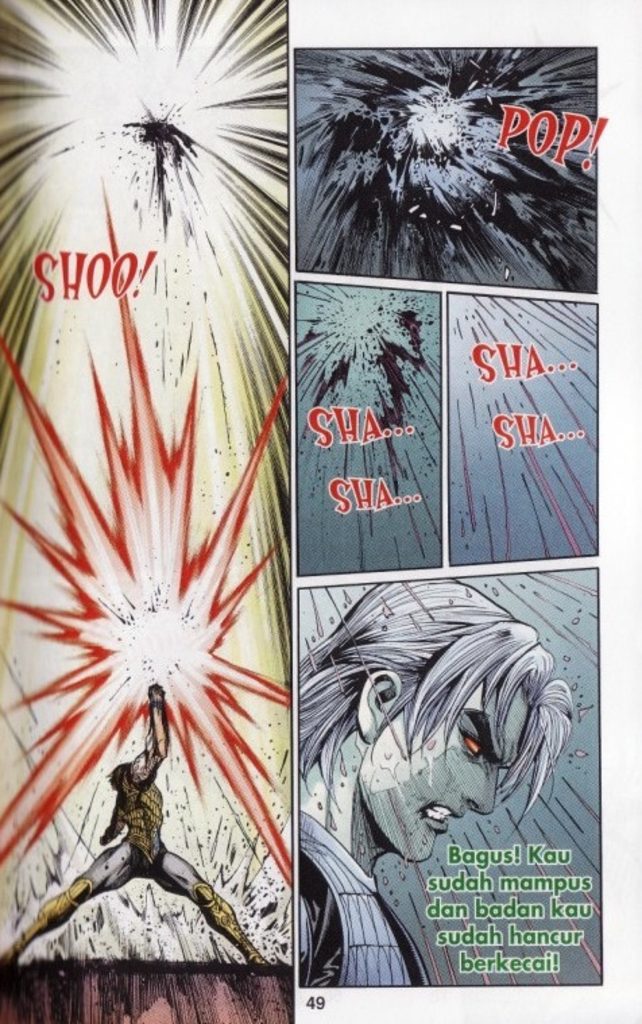 SHOO!
POP!
SHA...
SHA...
SHA...
SHA...
Bagus! Kau
sudah mampus
dan badan kau
sudah hancur
berkecai!
49